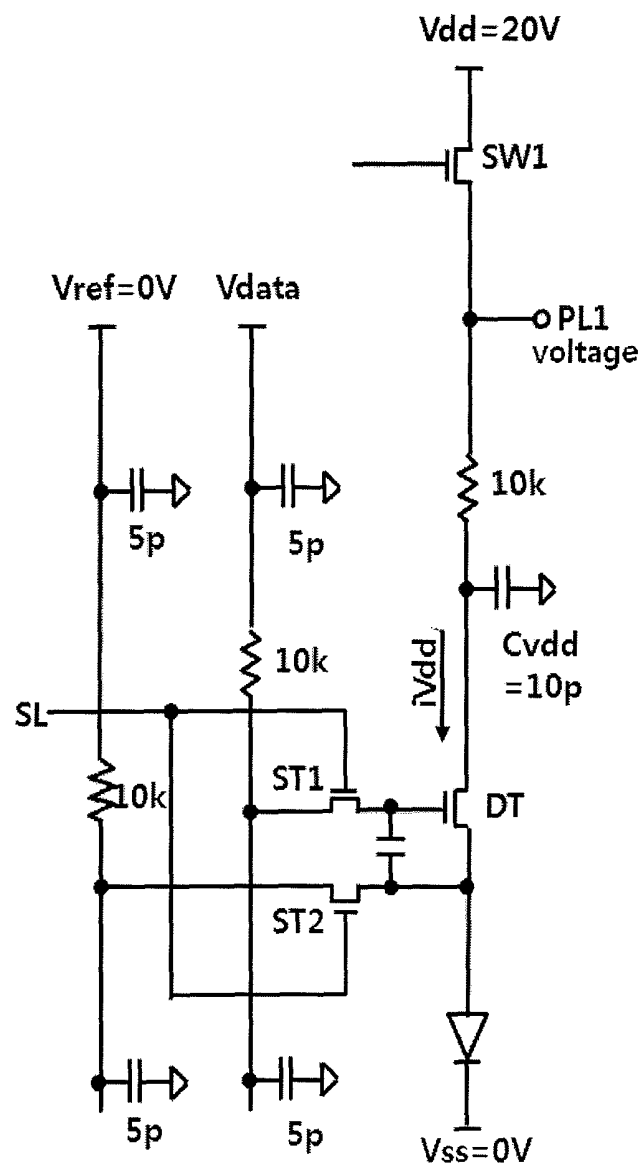 Vdd=20V
SW1
Vref=0V
Vdata
PL1
voltage
10k
5p
5p
Cvdd
=10p
iVdd
10k
SL
ST1
10k
DT
ST2
5p
5p
Vss=0V